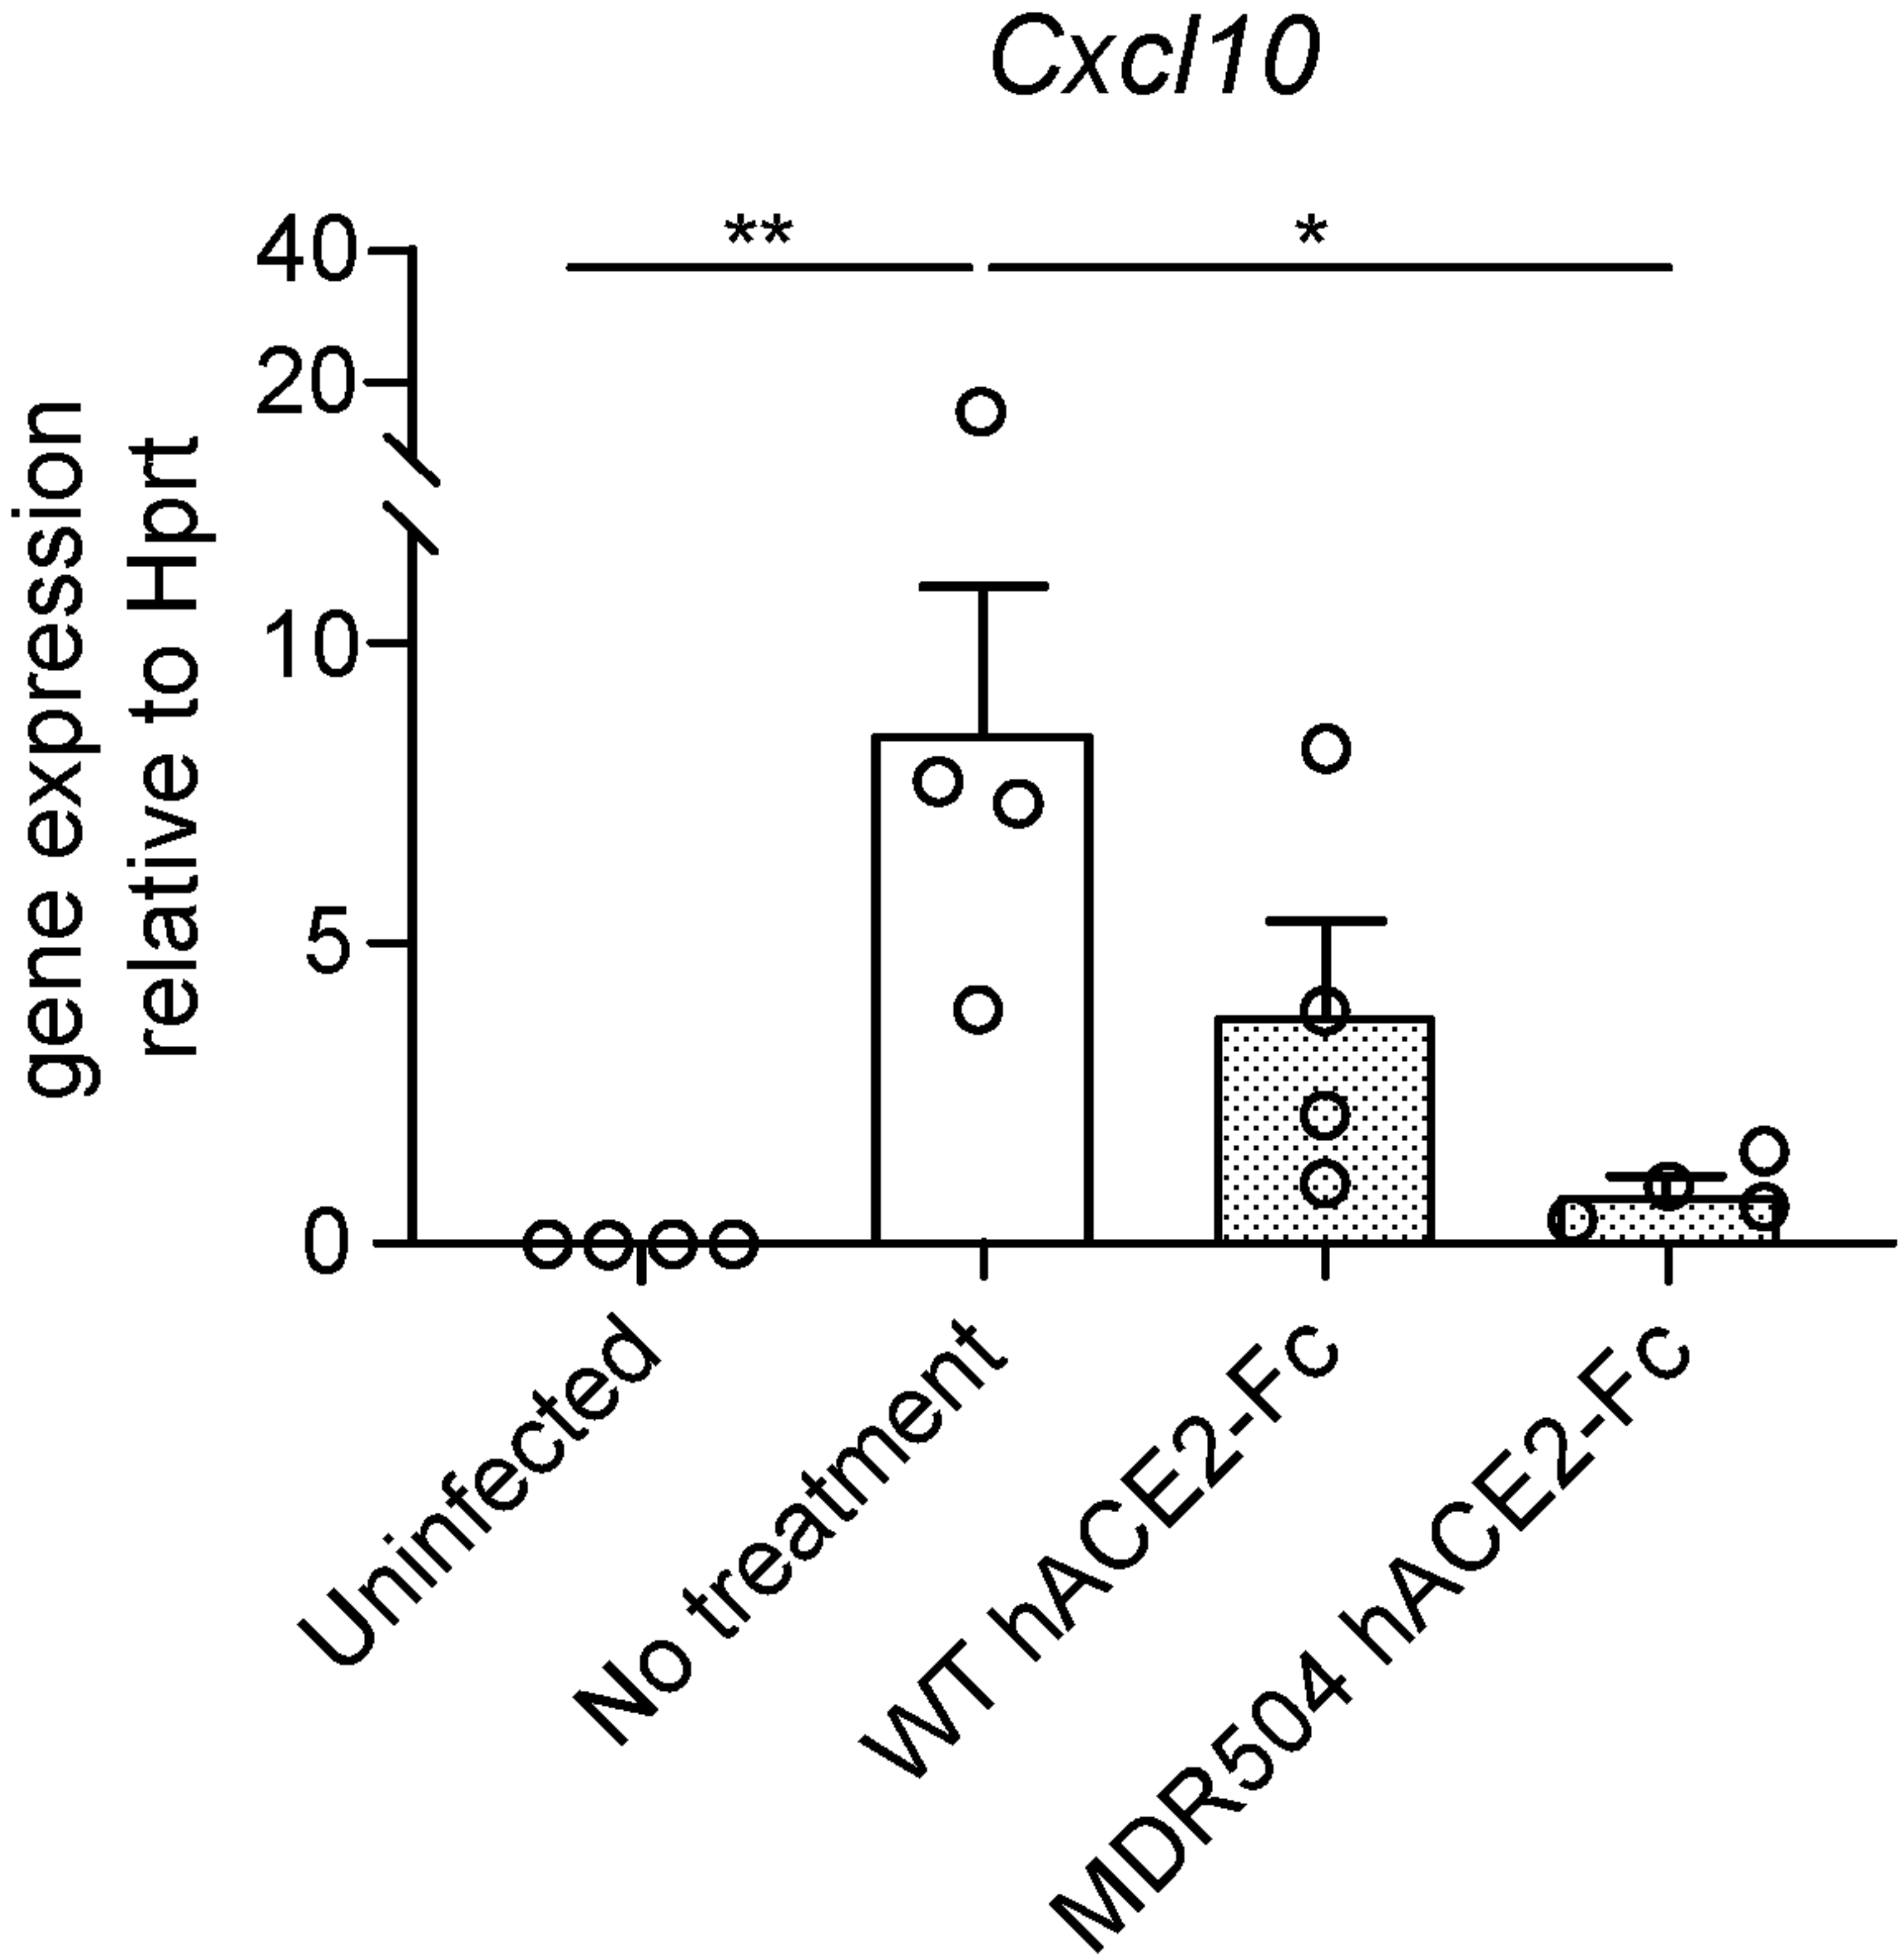 Cxcl10
** *
40
20
10
5
0
gene expression
relative to Hprt
Uninfected
No treatment
WT hACE2-Fc
MDR504 hACE2-Fc